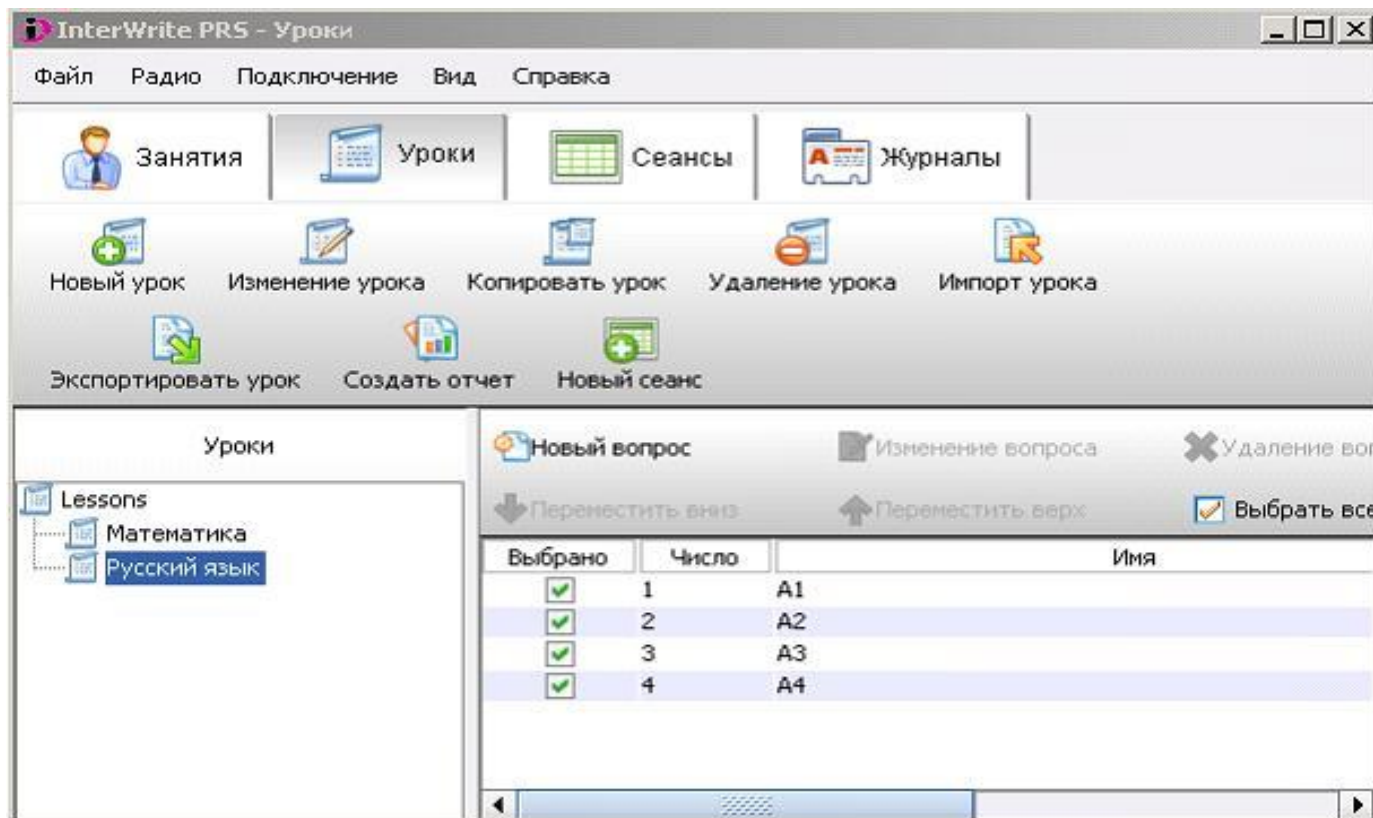 InterWrite PRS - Уроки
Файл Радио Подключение Вид Справка
Занятия Уроки Сеансы Журналы
Новый урок Изменение урока Копировать урок Удаление урока Импорт урока
Экспортировать урок Создать отчет Новый сеанс
Уроки
Lessons
Математика
Русский язык
Новый вопрос Изменение вопроса Удаление вог
Переместить вниз Переместить верх Выбрать все
Выбрано Число Имя
1 A1
2 A2
3 A3
4 A4